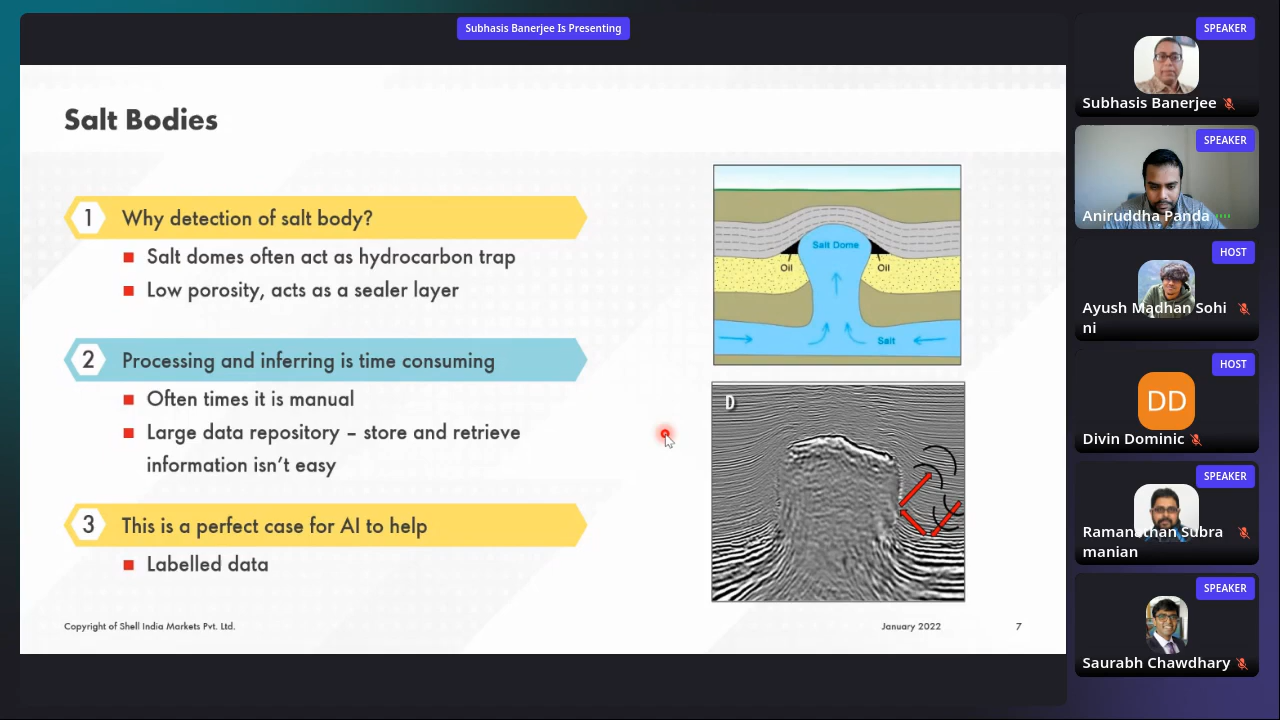 Subhasis Banerjee Is Presenting
Salt Bodies
1 Why detection of salt body?
Salt domes often act as hydrocarbon trap
Low porosity, acts as a sealer layer
2 Processing and inferring is time consuming
Often times it is manual
Large data repository – store and retrieve
information isn't easy
3 This is a perfect case for AI to help
Labelled data
Salt Dome
Oil
Oil
Salt
D
Copyright of Shell India Markets Pvt. Ltd.
January 2022
7
SPEAKER
Subhasis Banerjee
SPEAKER
Aniruddha Panda
HOST
Ayush Madhan Sohi
ni
HOST
DD
Divin Dominic
SPEAKER
Ramanathan Subra
manian
SPEAKER
Saurabh Chawdhary